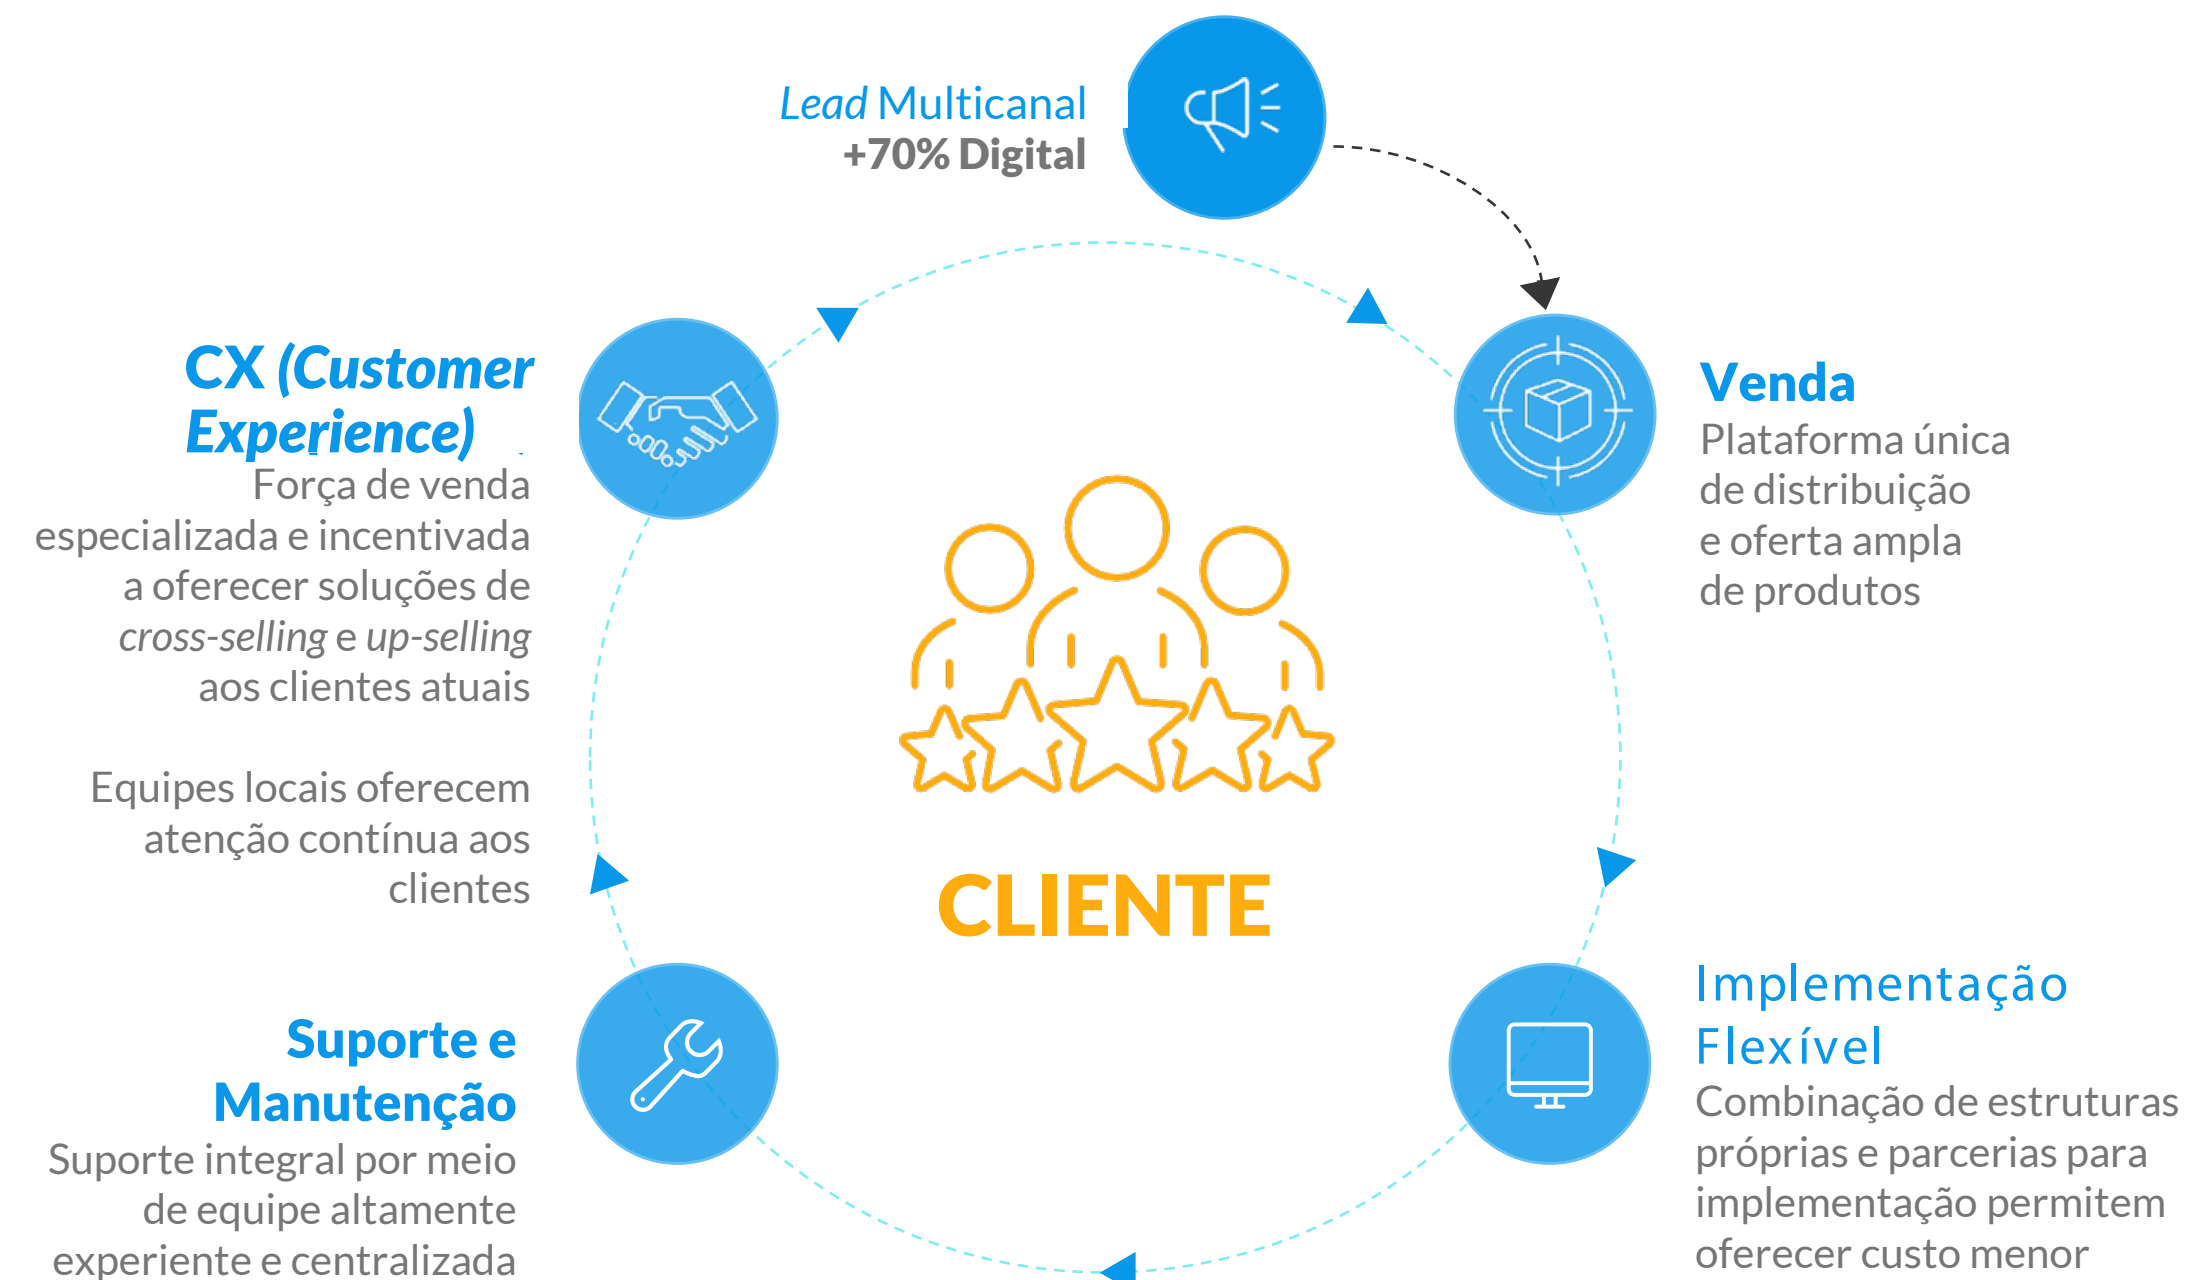 Lead Multicanal
+70% Digital
CX (Customer
Experience)
Força de venda
especializada e incentivada
a oferecer soluções de
cross-selling e up-selling
aos clientes atuais
Equipes locais oferecem
atenção contínua aos
clientes
Venda
Plataforma única
de distribuição
e oferta ampla
de produtos
CLIENTE
Suporte e
Manutenção
Suporte integral por meio
de equipe altamente
experiente e centralizada
Implementação
Flexível
Combinação de estruturas
próprias e parcerias para
implementação permitem
oferecer custo menor